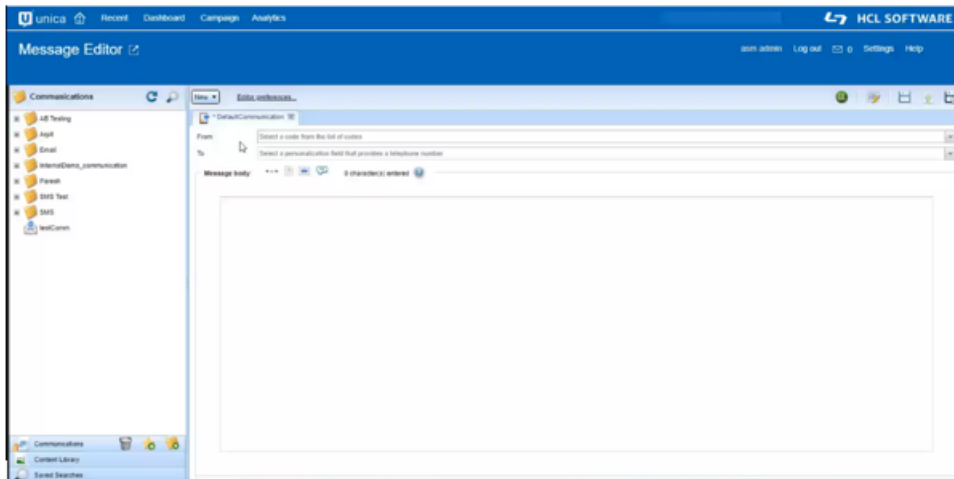 unica Recent Dashboard Campaign Analytics HCL SOFTWARE
Message Editor asm admin Log out 0 Settings Help
Communications New Editor preferences...
AB Testing * DefaultCommunication
Arpit From Select a code from the list of codes
Email To Select a personalization field that provides a telephone number
InternalDemo_communication Message body 0 character(s) entered
Paresh
SMS Test
SMS
testComm
Communications
Content Library
Saved Searches